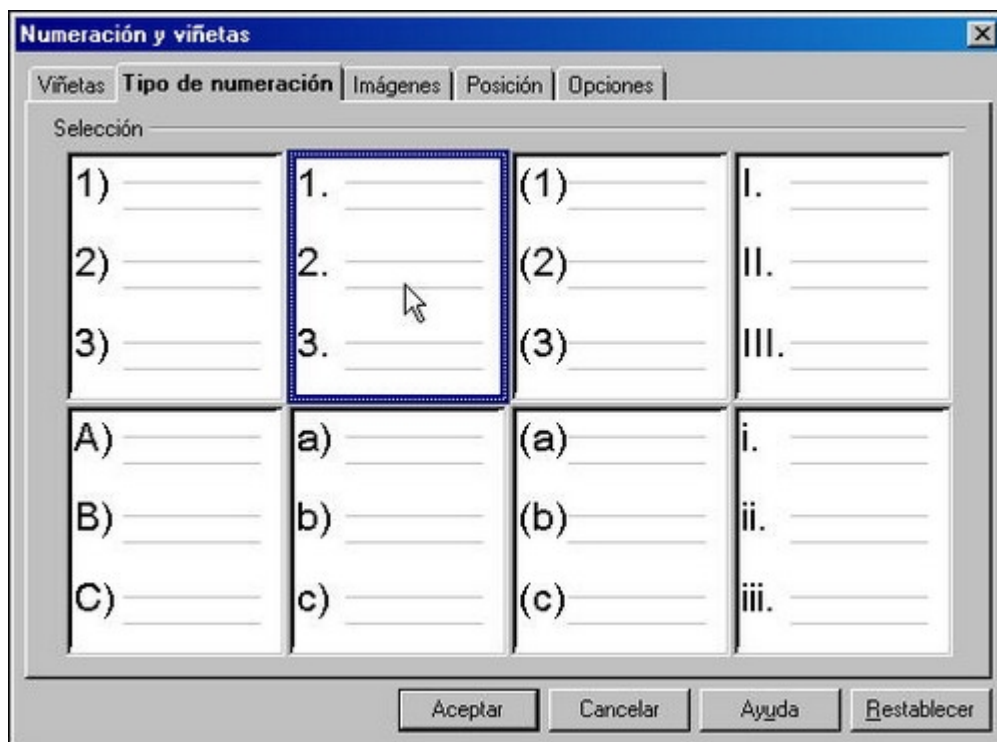 Numeración y viñetas
Viñetas Tipo de numeración Imágenes Posición Opciones
Selección
1) 1. (1) I.
2) 2. (2) II.
3) 3. (3) III.
A) a) (a) i.
B) b) (b) ii.
C) c) (c) iii.
Aceptar Cancelar Ayuda Restablecer